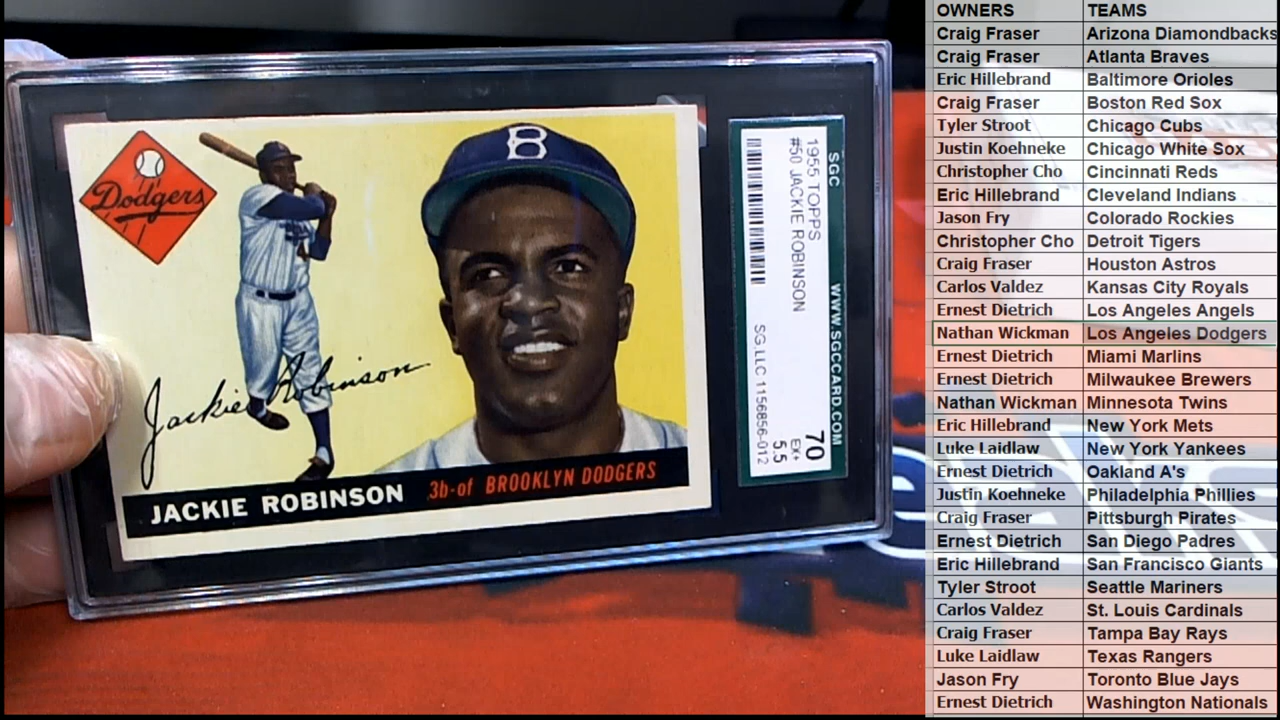 Dodgers
B
Jackie Robinson
JACKIE ROBINSON 3b-of BROOKLYN DODGERS
SGC WWW.SGCCARD.COM
1955 TOPPS
#50 JACKIE ROBINSON
70
EX+
5.5
SG LLC 1156856-012
OWNERS TEAMS
Craig Fraser Arizona Diamondbacks
Craig Fraser Atlanta Braves
Eric Hillebrand Baltimore Orioles
Craig Fraser Boston Red Sox
Tyler Stroot Chicago Cubs
Justin Koehneke Chicago White Sox
Christopher Cho Cincinnati Reds
Eric Hillebrand Cleveland Indians
Jason Fry Colorado Rockies
Christopher Cho Detroit Tigers
Craig Fraser Houston Astros
Carlos Valdez Kansas City Royals
Ernest Dietrich Los Angeles Angels
Nathan Wickman Los Angeles Dodgers
Ernest Dietrich Miami Marlins
Ernest Dietrich Milwaukee Brewers
Nathan Wickman Minnesota Twins
Eric Hillebrand New York Mets
Luke Laidlaw New York Yankees
Ernest Dietrich Oakland A's
Justin Koehneke Philadelphia Phillies
Craig Fraser Pittsburgh Pirates
Ernest Dietrich San Diego Padres
Eric Hillebrand San Francisco Giants
Tyler Stroot Seattle Mariners
Carlos Valdez St. Louis Cardinals
Craig Fraser Tampa Bay Rays
Luke Laidlaw Texas Rangers
Jason Fry Toronto Blue Jays
Ernest Dietrich Washington Nationals